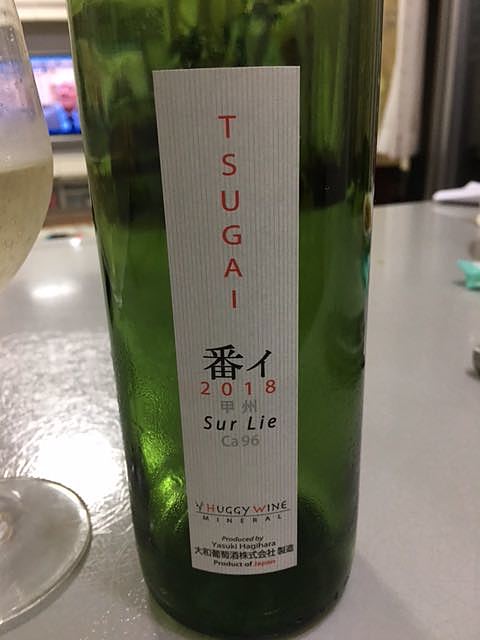 TSUGAI
番イ
2018
甲州
Sur Lie
Ca 96
HUGGY WINE
MINERAL
Produced by
Yasuki Hagihara
大和葡萄酒株式会社 製造
Product of Japan